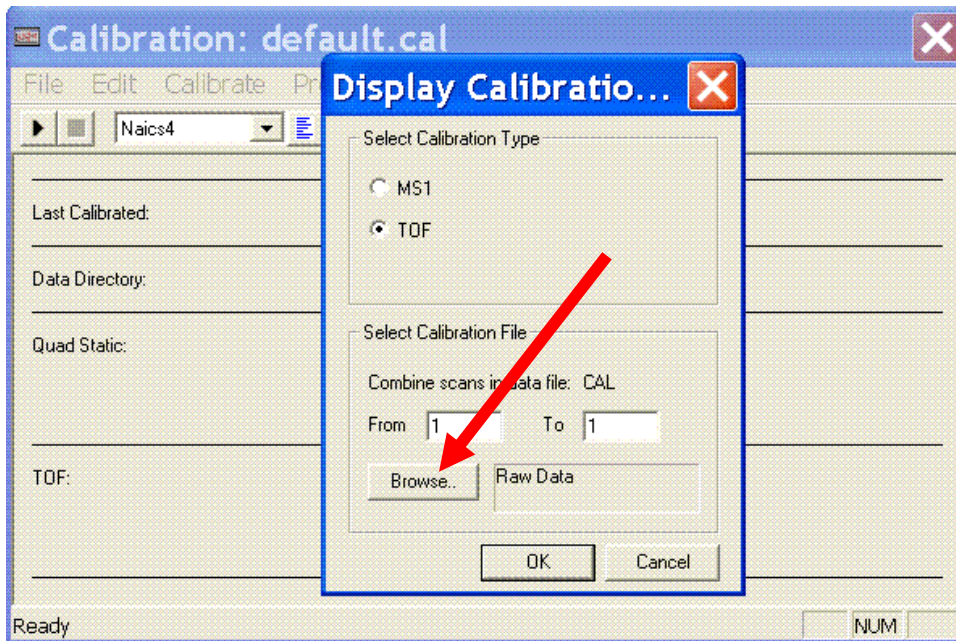 Calibration: default.cal
File Edit Calibrate Pr
Naics4
Last Calibrated:
Data Directory:
Quad Static:
TOF:
Ready
NUM
Display Calibratio...
Select Calibration Type
MS1
TOF
Select Calibration File
Combine scans in data file: CAL
From 1 To 1
Browse.. Raw Data
OK Cancel